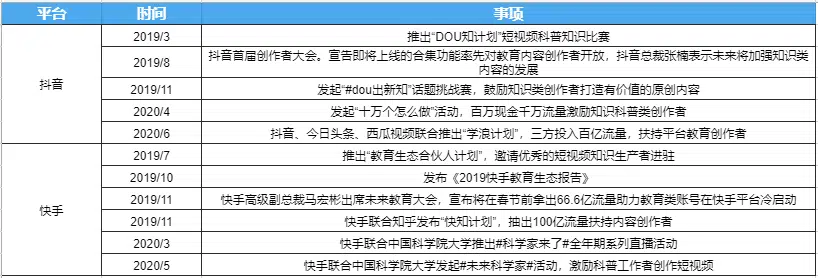 平台 时间 事项
抖音
2019/3 推出“DOU知计划”短视频科普知识比赛
2019/8 抖音首届创作者大会。宣告即将上线的合集功能率先对教育内容创作者开放，抖音总裁张楠表示未来将加强知识类
内容的发展
2019/11 发起“#dou出新知”话题挑战赛，鼓励知识类创作者打造有价值的原创内容
2020/4 发起“十万个怎么做”活动，百万现金千万流量激励知识科普类创作者
2020/6 抖音、今日头条、西瓜视频联合推出“学浪计划”，三方投入百亿流量，扶持平台教育创作者
快手
2019/7 推出“教育生态合伙人计划”，邀请优秀的短视频知识生产者进驻
2019/10 发布《2019快手教育生态报告》
2019/11 快手高级副总裁马宏彬出席未来教育大会，宣布将在春节前拿出66.6亿流量助力教育类账号在快手平台冷启动
2019/11 快手联合知乎发布“快知计划”，抽出100亿流量扶持内容创作者
2020/3 快手联合中国科学院大学推出#科学家来了#全年期系列直播活动
2020/5 快手联合中国科学院大学发起#未来科学家#活动，激励科普工作者创作短视频